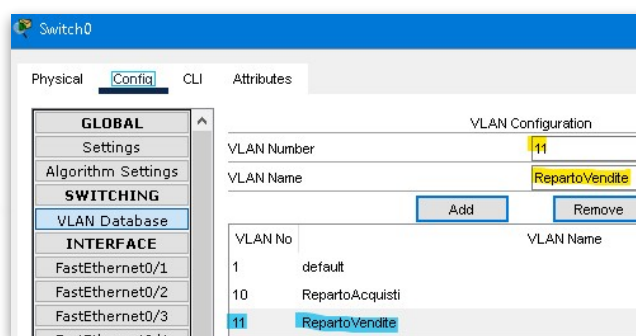 Switch0
Physical Config CLI Attributes
GLOBAL
Settings
Algorithm Settings
SWITCHING
VLAN Database
INTERFACE
FastEthernet0/1
FastEthernet0/2
FastEthernet0/3
VLAN Configuration
VLAN Number 11
VLAN Name RepartoVendite
Add Remove
VLAN No VLAN Name
1 default
10 RepartoAcquisti
11 RepartoVendite